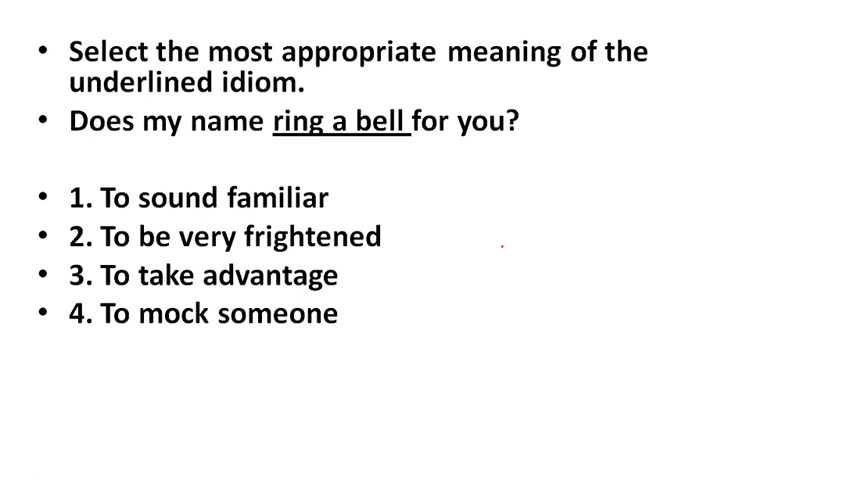 • Select the most appropriate meaning of the
underlined idiom.
• Does my name ring a bell for you?
• 1. To sound familiar
• 2. To be very frightened
• 3. To take advantage
• 4. To mock someone